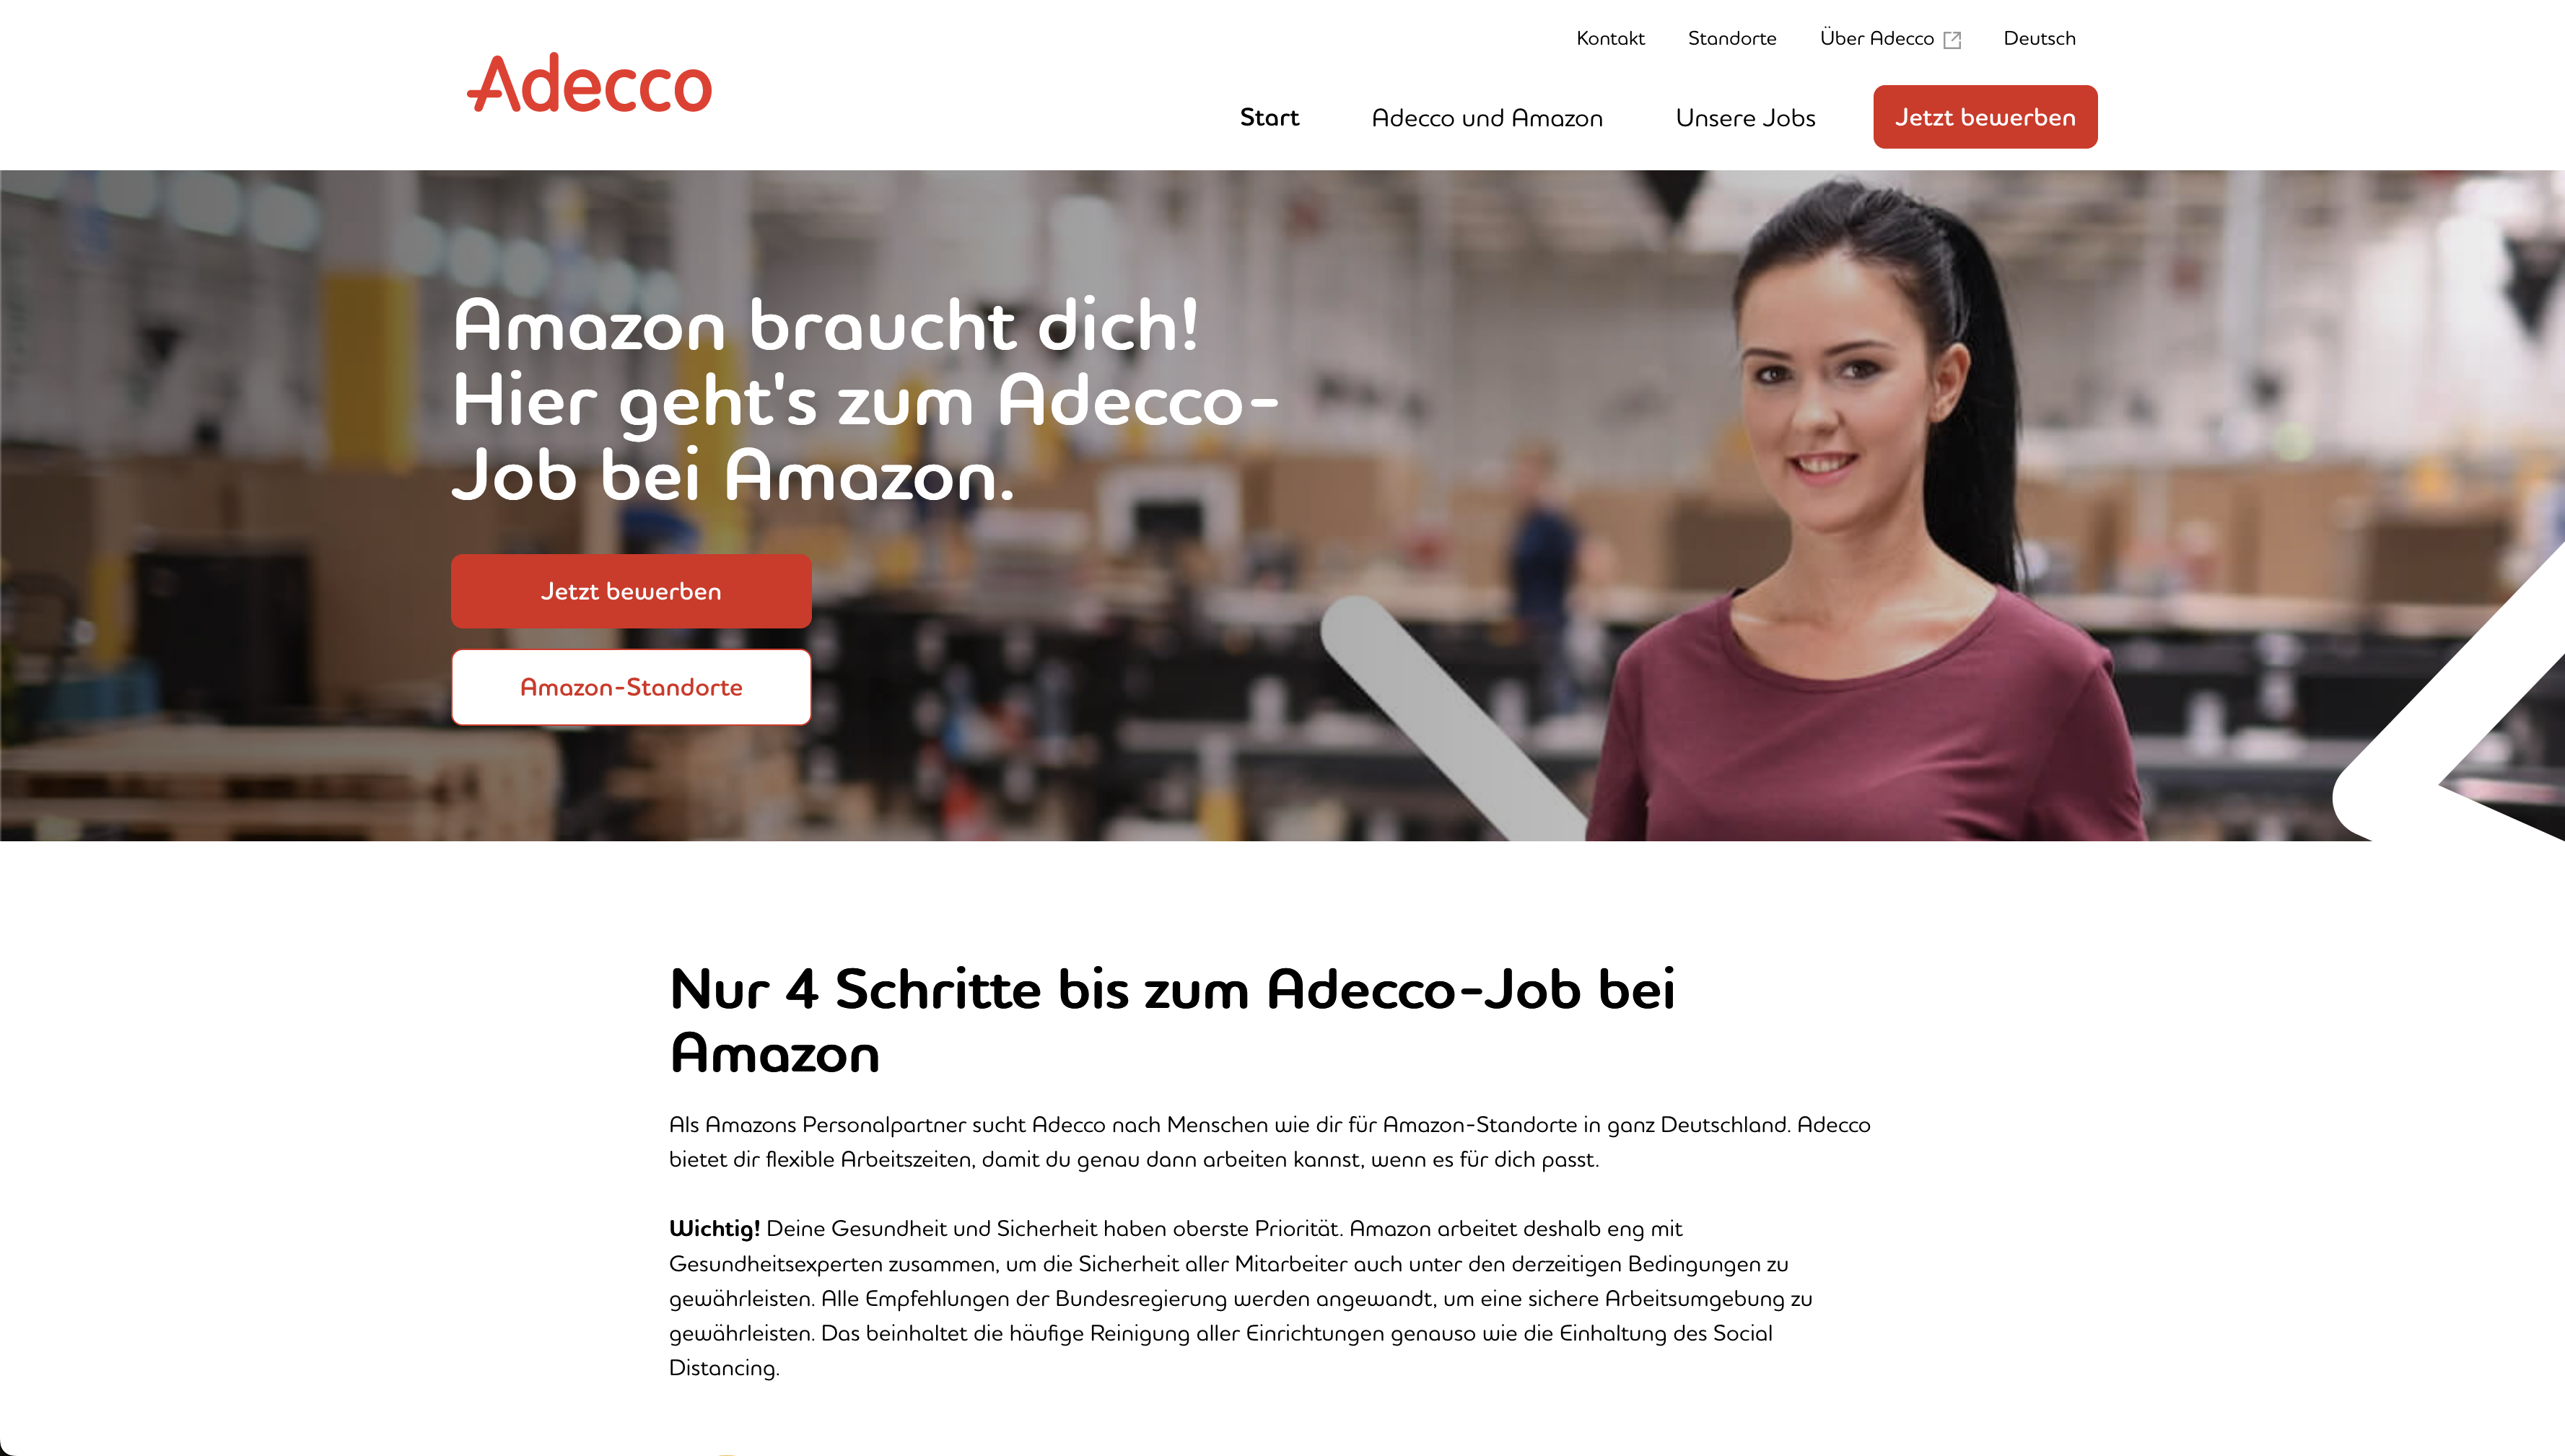 Kontakt Standorte Über Adecco Deutsch
Adecco
Start Adecco und Amazon Unsere Jobs Jetzt bewerben
Amazon braucht dich!
Hier geht's zum Adecco-
Job bei Amazon.
Jetzt bewerben
Amazon-Standorte
Nur 4 Schritte bis zum Adecco-Job bei
Amazon
Als Amazons Personalpartner sucht Adecco nach Menschen wie dir für Amazon-Standorte in ganz Deutschland. Adecco
bietet dir flexible Arbeitszeiten, damit du genau dann arbeiten kannst, wenn es für dich passt.
Wichtig! Deine Gesundheit und Sicherheit haben oberste Priorität. Amazon arbeitet deshalb eng mit
Gesundheitsexperten zusammen, um die Sicherheit aller Mitarbeiter auch unter den derzeitigen Bedingungen zu
gewährleisten. Alle Empfehlungen der Bundesregierung werden angewandt, um eine sichere Arbeitsumgebung zu
gewährleisten. Das beinhaltet die häufige Reinigung aller Einrichtungen genauso wie die Einhaltung des Social
Distancing.